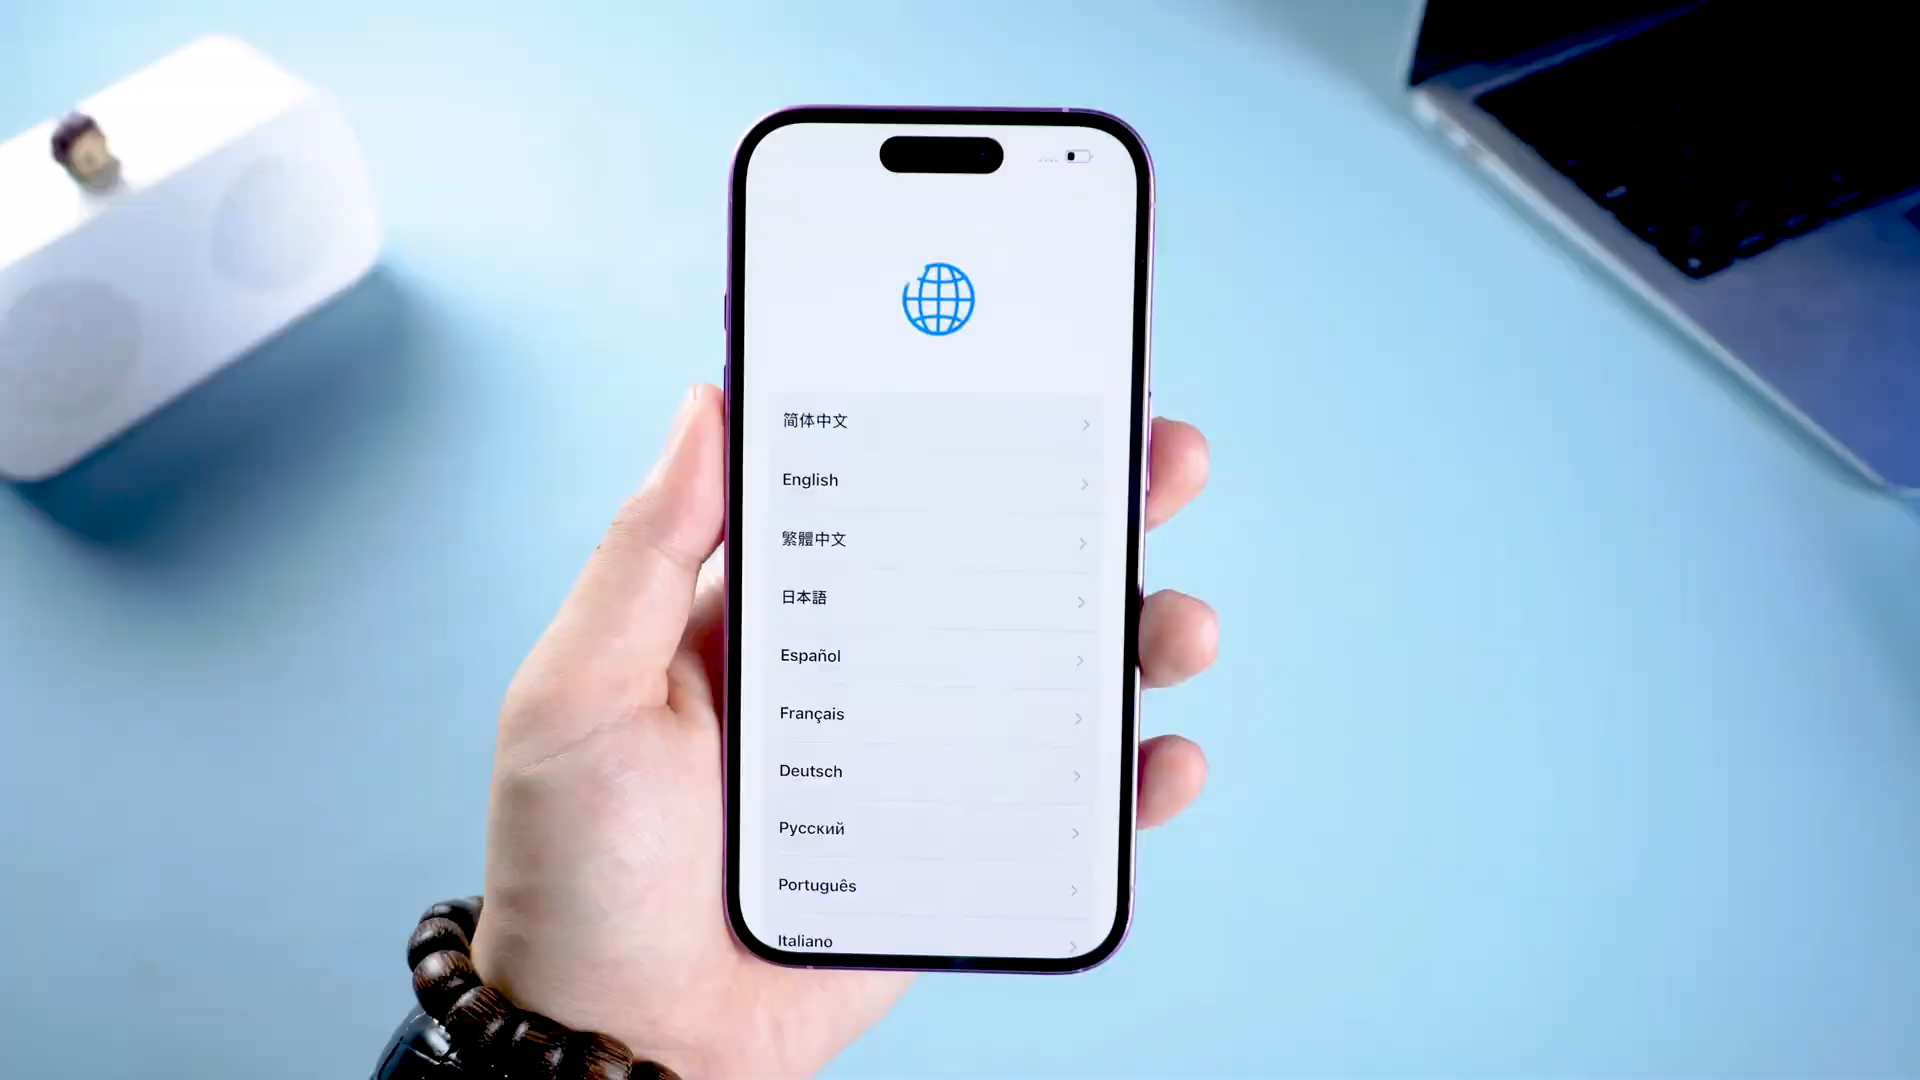 简体中文
English
繁體中文
日本語
Español
Français
Deutsch
Русский
Português
Italiano